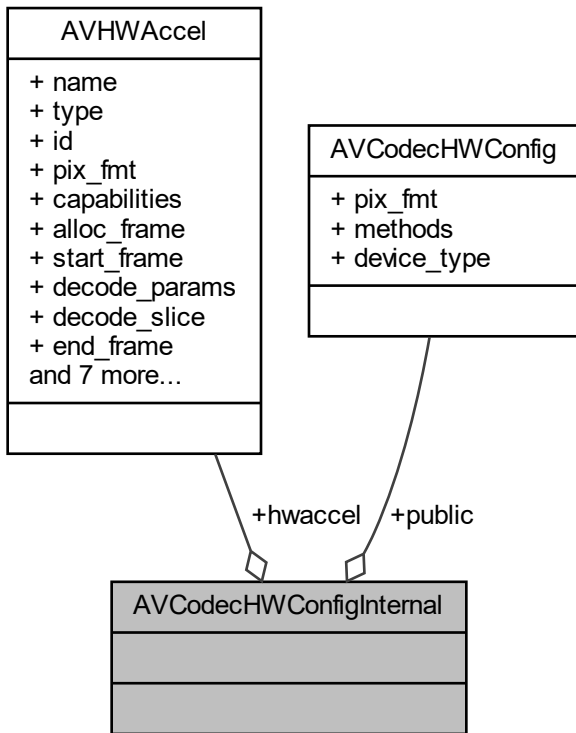 AVHWAccel
+ name
+ type
+ id
+ pix_fmt
+ capabilities
+ alloc_frame
+ start_frame
+ decode_params
+ decode_slice
+ end_frame
and 7 more...
AVCodecHWConfig
+ pix_fmt
+ methods
+ device_type
+hwaccel
+public
AVCodecHWConfigInternal